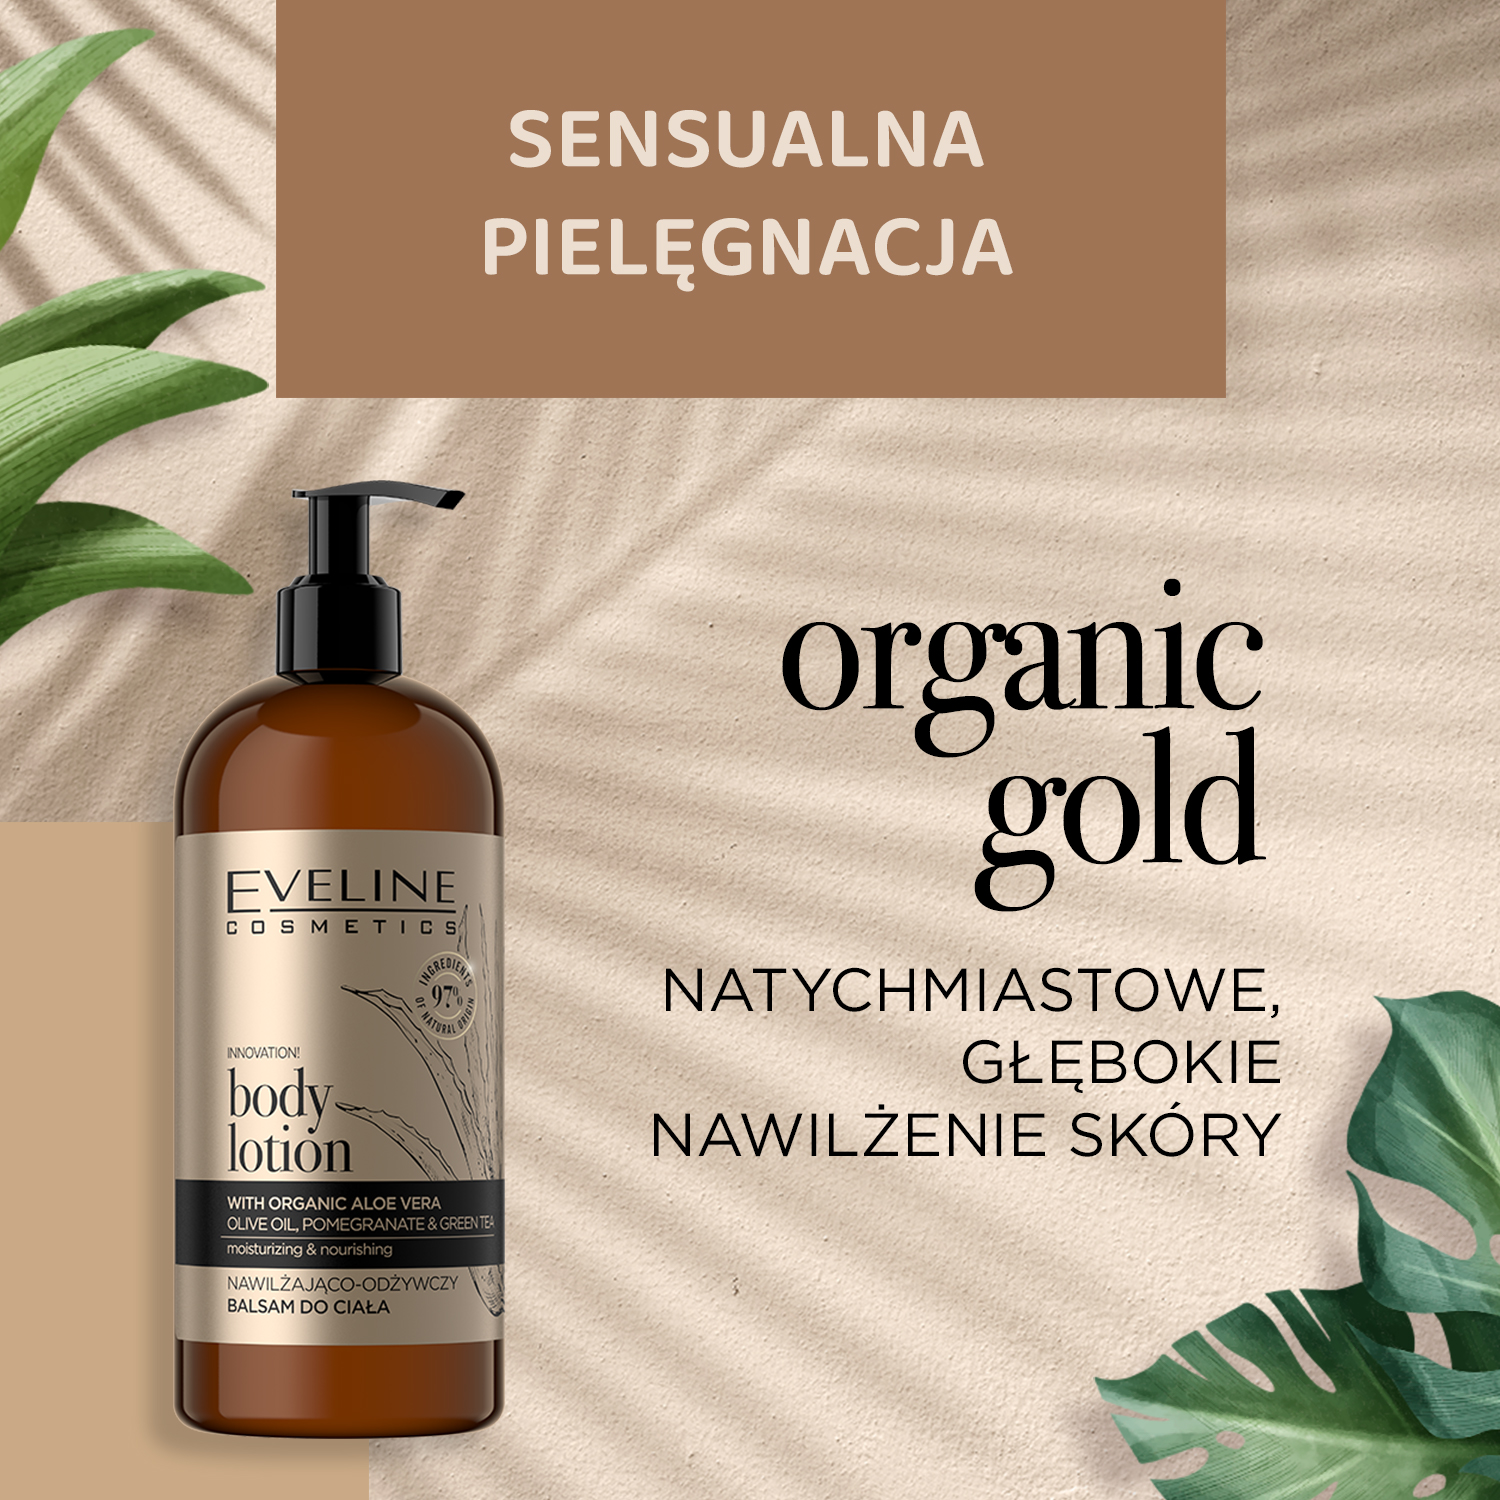 SENSUALNA
PIELĘGNACJA
organic
gold
NATYCHMIASTOWE,
GŁĘBOKIE
NAWILŻENIE SKÓRY
EVELINE
COSMETICS
INGREDIENTS
97%
OF NATURAL ORIGIN
INNOVATION!
body
lotion
WITH ORGANIC ALOE VERA
OLIVE OIL, POMEGRANATE & GREEN TEA
moisturizing & nourishing
NAWILŻAJĄCO-ODŻYWCZY
BALSAM DO CIAŁA